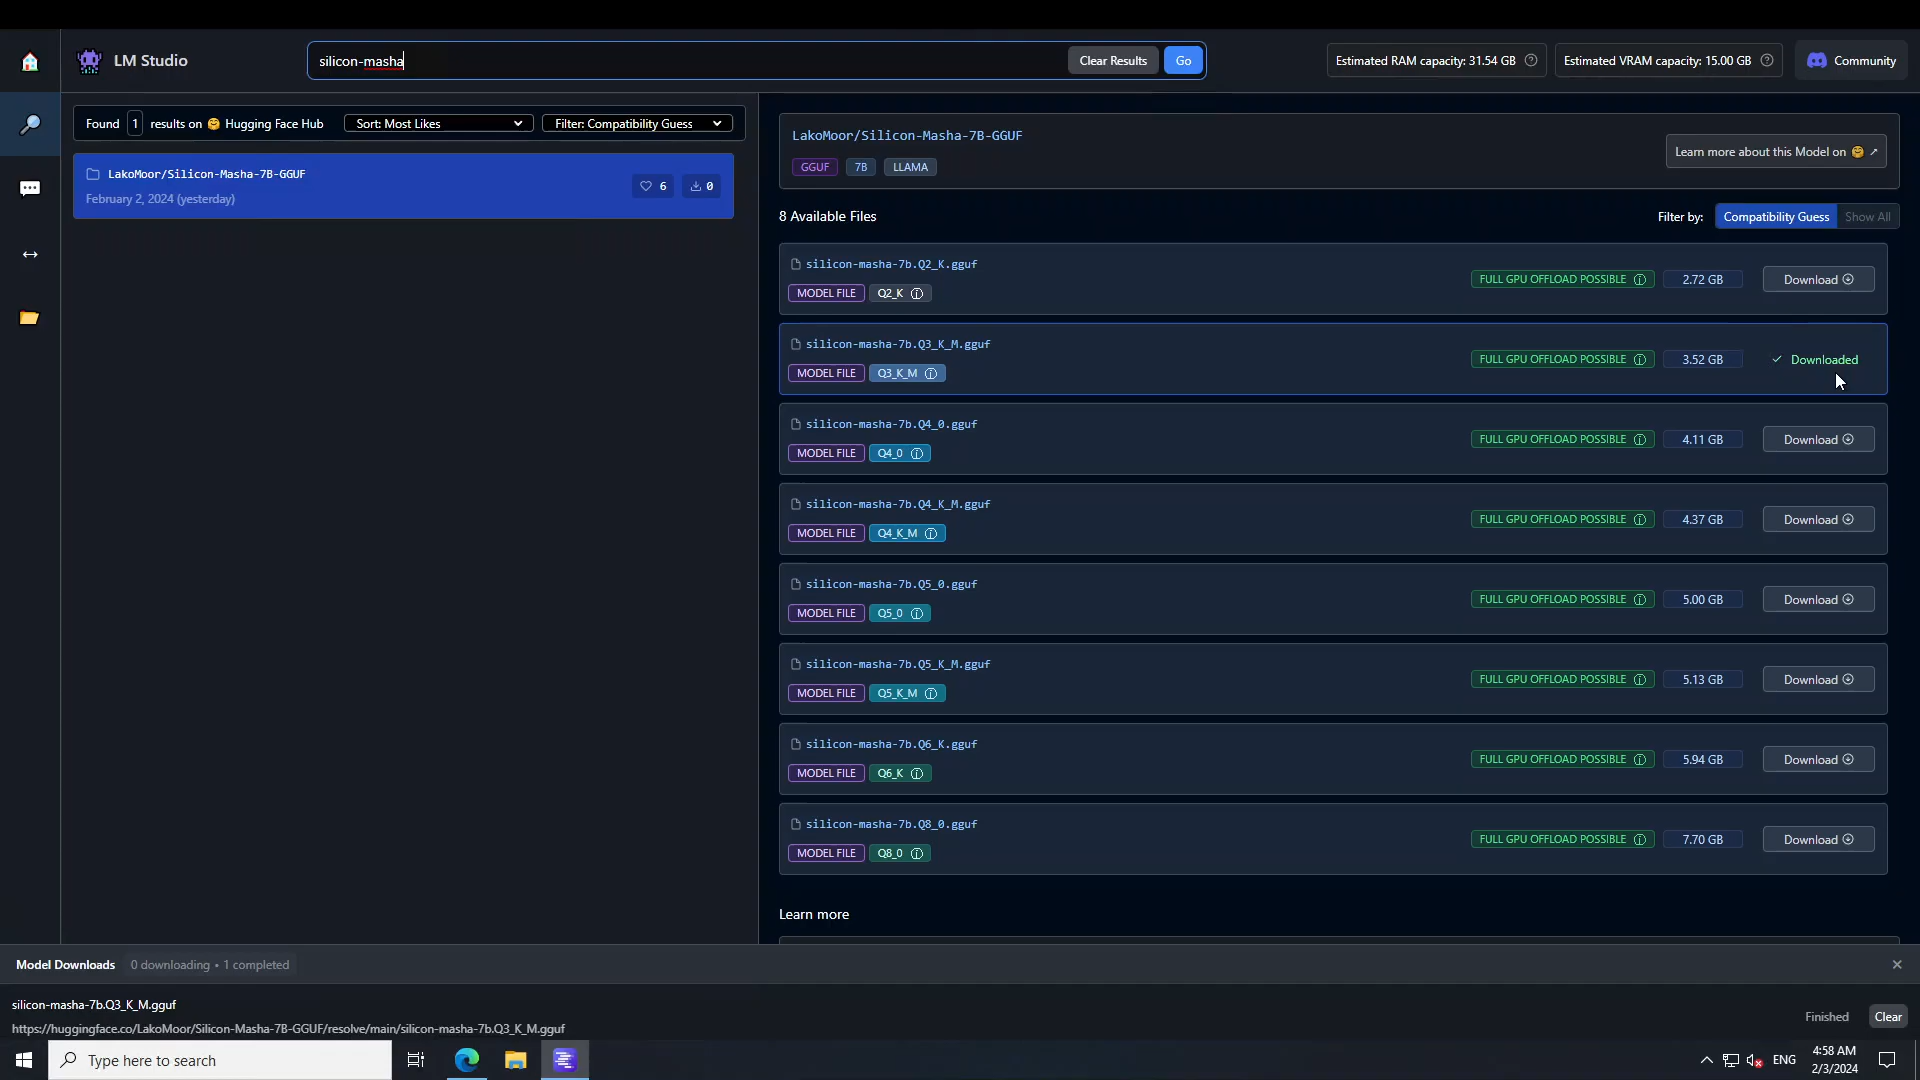 LM Studio
silicon-masha
Clear Results
Go
Estimated RAM capacity: 31.54 GB
Estimated VRAM capacity: 15.00 GB
Community
Found 1 results on 🤗 Hugging Face Hub
Sort: Most Likes
Filter: Compatibility Guess
LakoMoor/Silicon-Masha-7B-GGUF
February 2, 2024 (yesterday)
6
0
LakoMoor/Silicon-Masha-7B-GGUF
GGUF 7B LLAMA
Learn more about this Model on 🤗 ↗
8 Available Files
Filter by: Compatibility Guess Show All
silicon-masha-7b.Q2_K.gguf
MODEL FILE Q2_K
FULL GPU OFFLOAD POSSIBLE 2.72 GB Download
silicon-masha-7b.Q3_K_M.gguf
MODEL FILE Q3_K_M
FULL GPU OFFLOAD POSSIBLE 3.52 GB ✓ Downloaded
silicon-masha-7b.Q4_0.gguf
MODEL FILE Q4_0
FULL GPU OFFLOAD POSSIBLE 4.11 GB Download
silicon-masha-7b.Q4_K_M.gguf
MODEL FILE Q4_K_M
FULL GPU OFFLOAD POSSIBLE 4.37 GB Download
silicon-masha-7b.Q5_0.gguf
MODEL FILE Q5_0
FULL GPU OFFLOAD POSSIBLE 5.00 GB Download
silicon-masha-7b.Q5_K_M.gguf
MODEL FILE Q5_K_M
FULL GPU OFFLOAD POSSIBLE 5.13 GB Download
silicon-masha-7b.Q6_K.gguf
MODEL FILE Q6_K
FULL GPU OFFLOAD POSSIBLE 5.94 GB Download
silicon-masha-7b.Q8_0.gguf
MODEL FILE Q8_0
FULL GPU OFFLOAD POSSIBLE 7.70 GB Download
Learn more
Model Downloads 0 downloading • 1 completed
silicon-masha-7b.Q3_K_M.gguf
https://huggingface.co/LakoMoor/Silicon-Masha-7B-GGUF/resolve/main/silicon-masha-7b.Q3_K_M.gguf
Finished
Clear
Type here to search
ENG
4:58 AM
2/3/2024